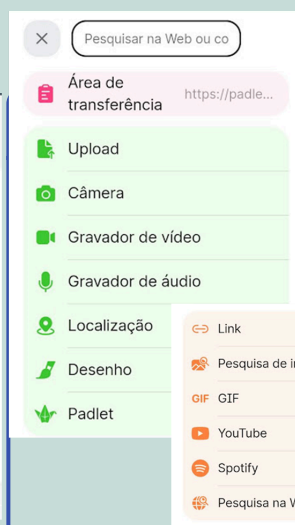 Pesquisar na Web ou co
Área de
transferência
https://padle...
Upload
Câmera
Gravador de vídeo
Gravador de áudio
Localização
Desenho
Padlet
Link
Pesquisa de i
GIF GIF
YouTube
Spotify
Pesquisa na W